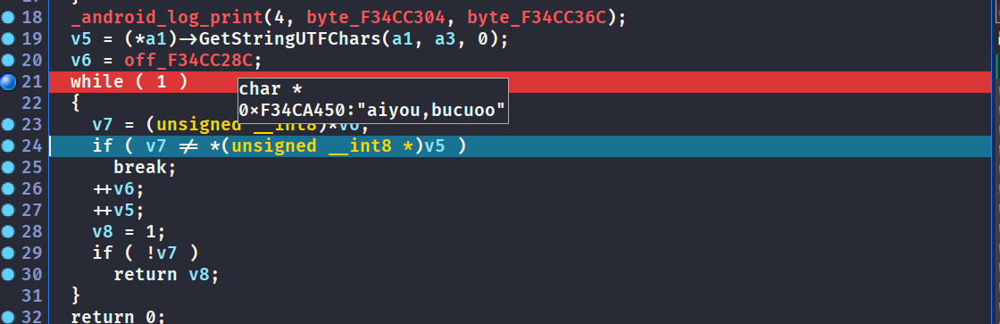 18 _android_log_print(4, byte_F34CC304, byte_F34CC36C);
19 v5 = (*a1)->GetStringUTFChars(a1, a3, 0);
20 v6 = off_F34CC28C;
21 while ( 1 )
char *
0×F34CA450:"aiyou,bucuoo"
22 {
23 v7 = (unsigned __int8)*v6;
24 if ( v7 ≠ *(unsigned __int8 *)v5 )
25 break;
26 ++v6;
27 ++v5;
28 v8 = 1;
29 if ( !v7 )
30 return v8;
31 }
32 return 0;